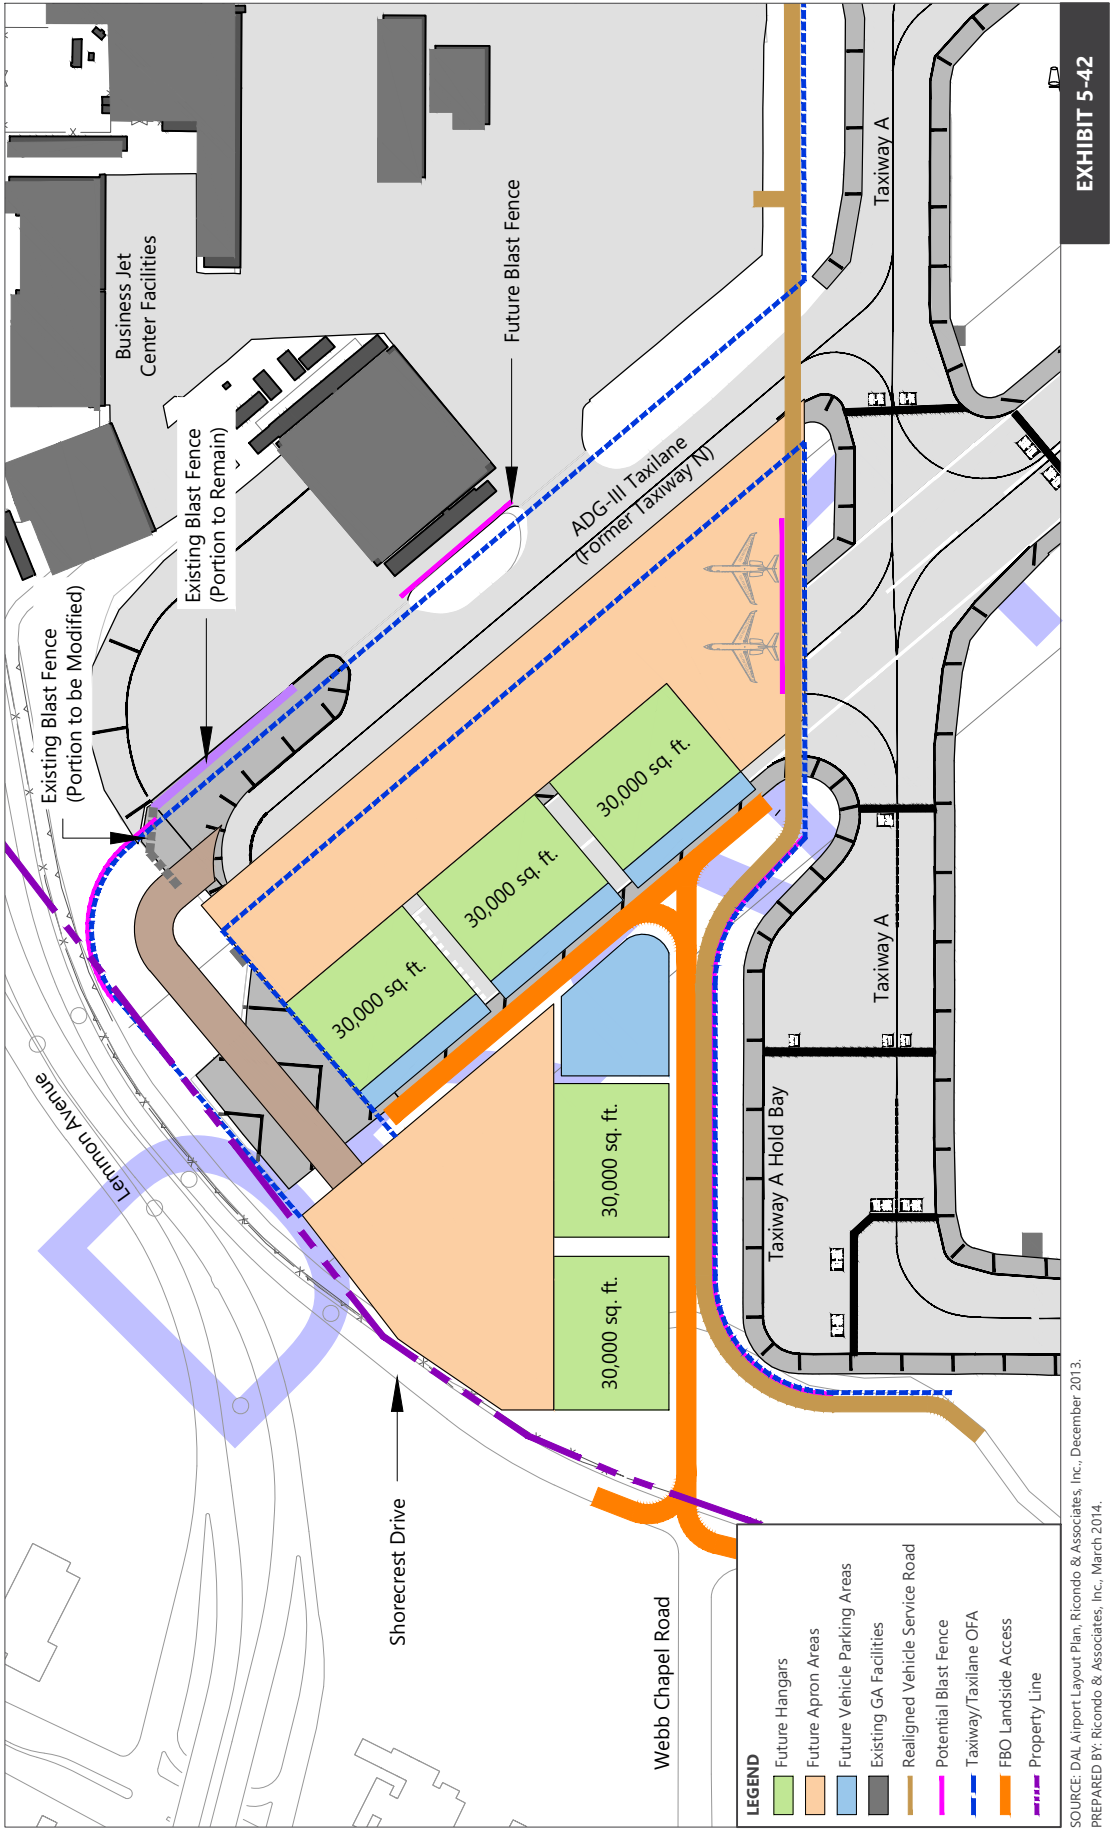 Business Jet
Center Facilities
Future Blast Fence
Taxiway A
EXHIBIT 5-42
Existing Blast Fence
(Portion to Remain)
Existing Blast Fence
(Portion to be Modified)
ADG-III Taxilane
(Former Taxiway N)
30,000 sq. ft.
30,000 sq. ft.
30,000 sq. ft.
Taxiway A
Lemmon Avenue
30,000 sq. ft.
30,000 sq. ft.
Taxiway A Hold Bay
Shorecrest Drive
Webb Chapel Road
LEGEND
Future Hangars
Future Apron Areas
Future Vehicle Parking Areas
Existing GA Facilities
Realigned Vehicle Service Road
Potential Blast Fence
Taxiway/Taxilane OFA
FBO Landside Access
Property Line
SOURCE: DAL Airport Layout Plan, Ricondo & Associates, Inc., December 2013.
PREPARED BY: Ricondo & Associates, Inc., March 2014.